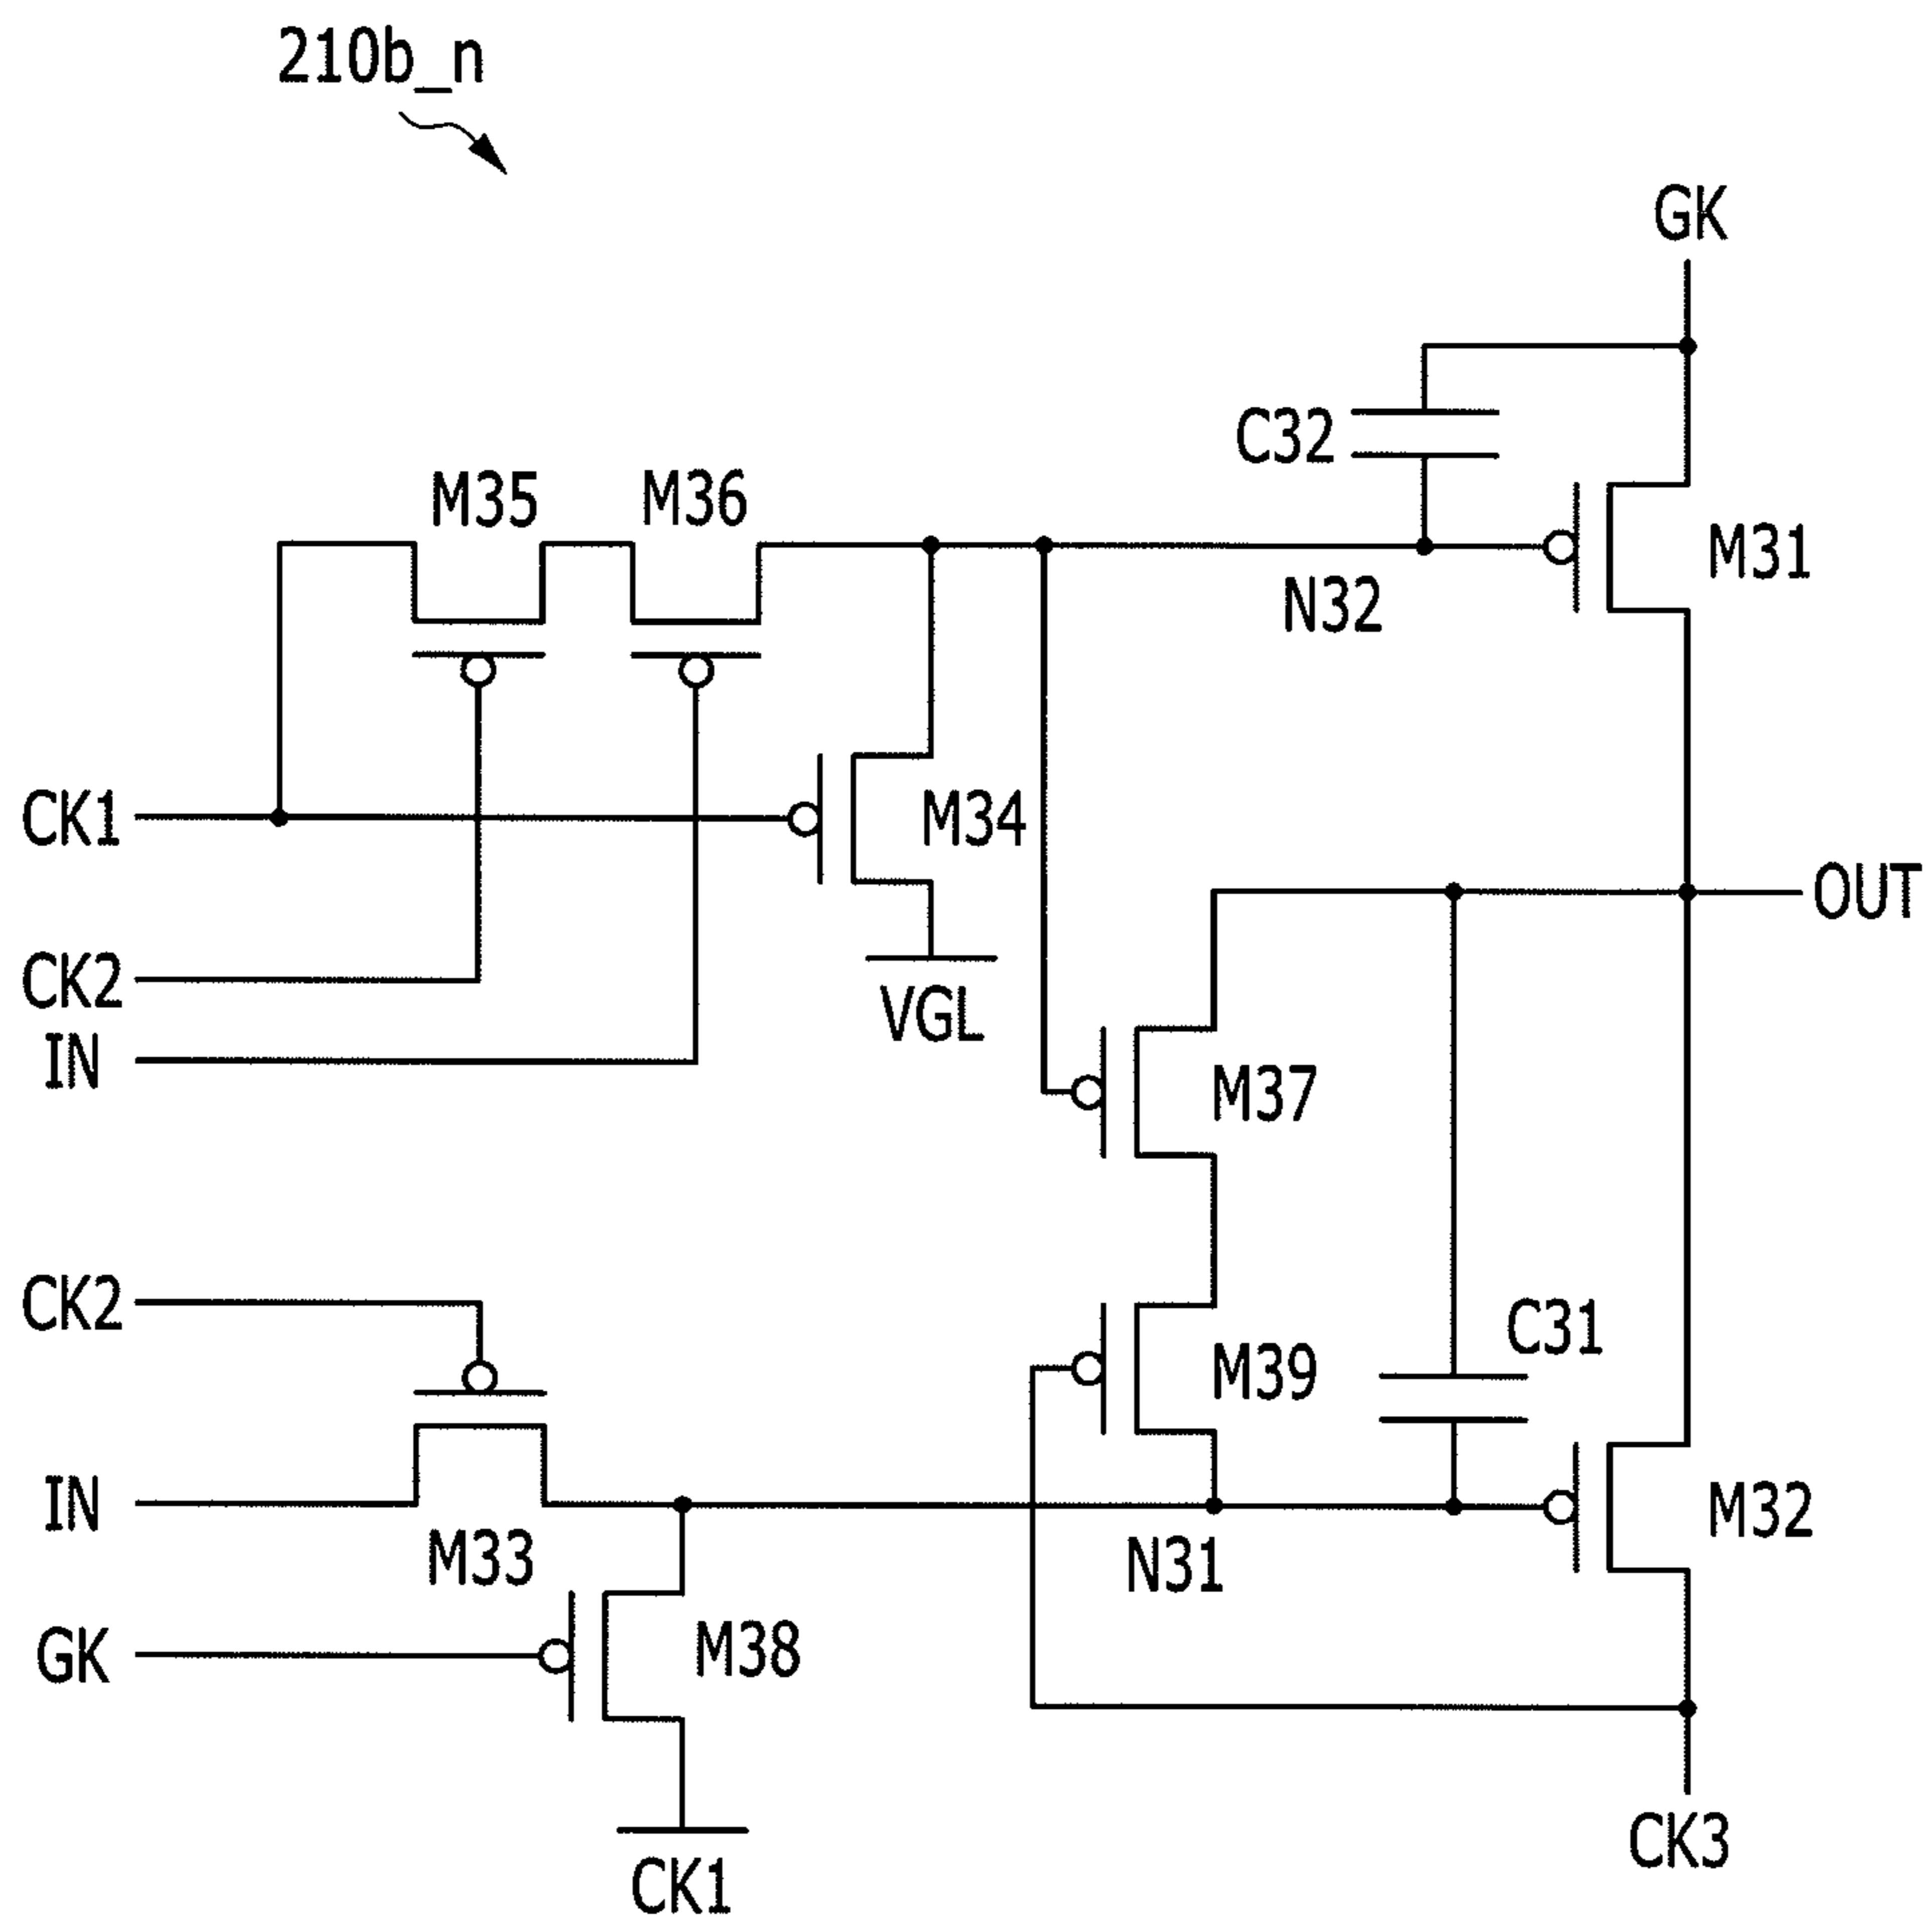 210b_n
GK
C32
M35
M36
M31
N32
CK1
M34
OUT
CK2
VGL
IN
M37
CK2
C31
M39
IN
M33
N31
M32
GK
M38
CK3
CK1